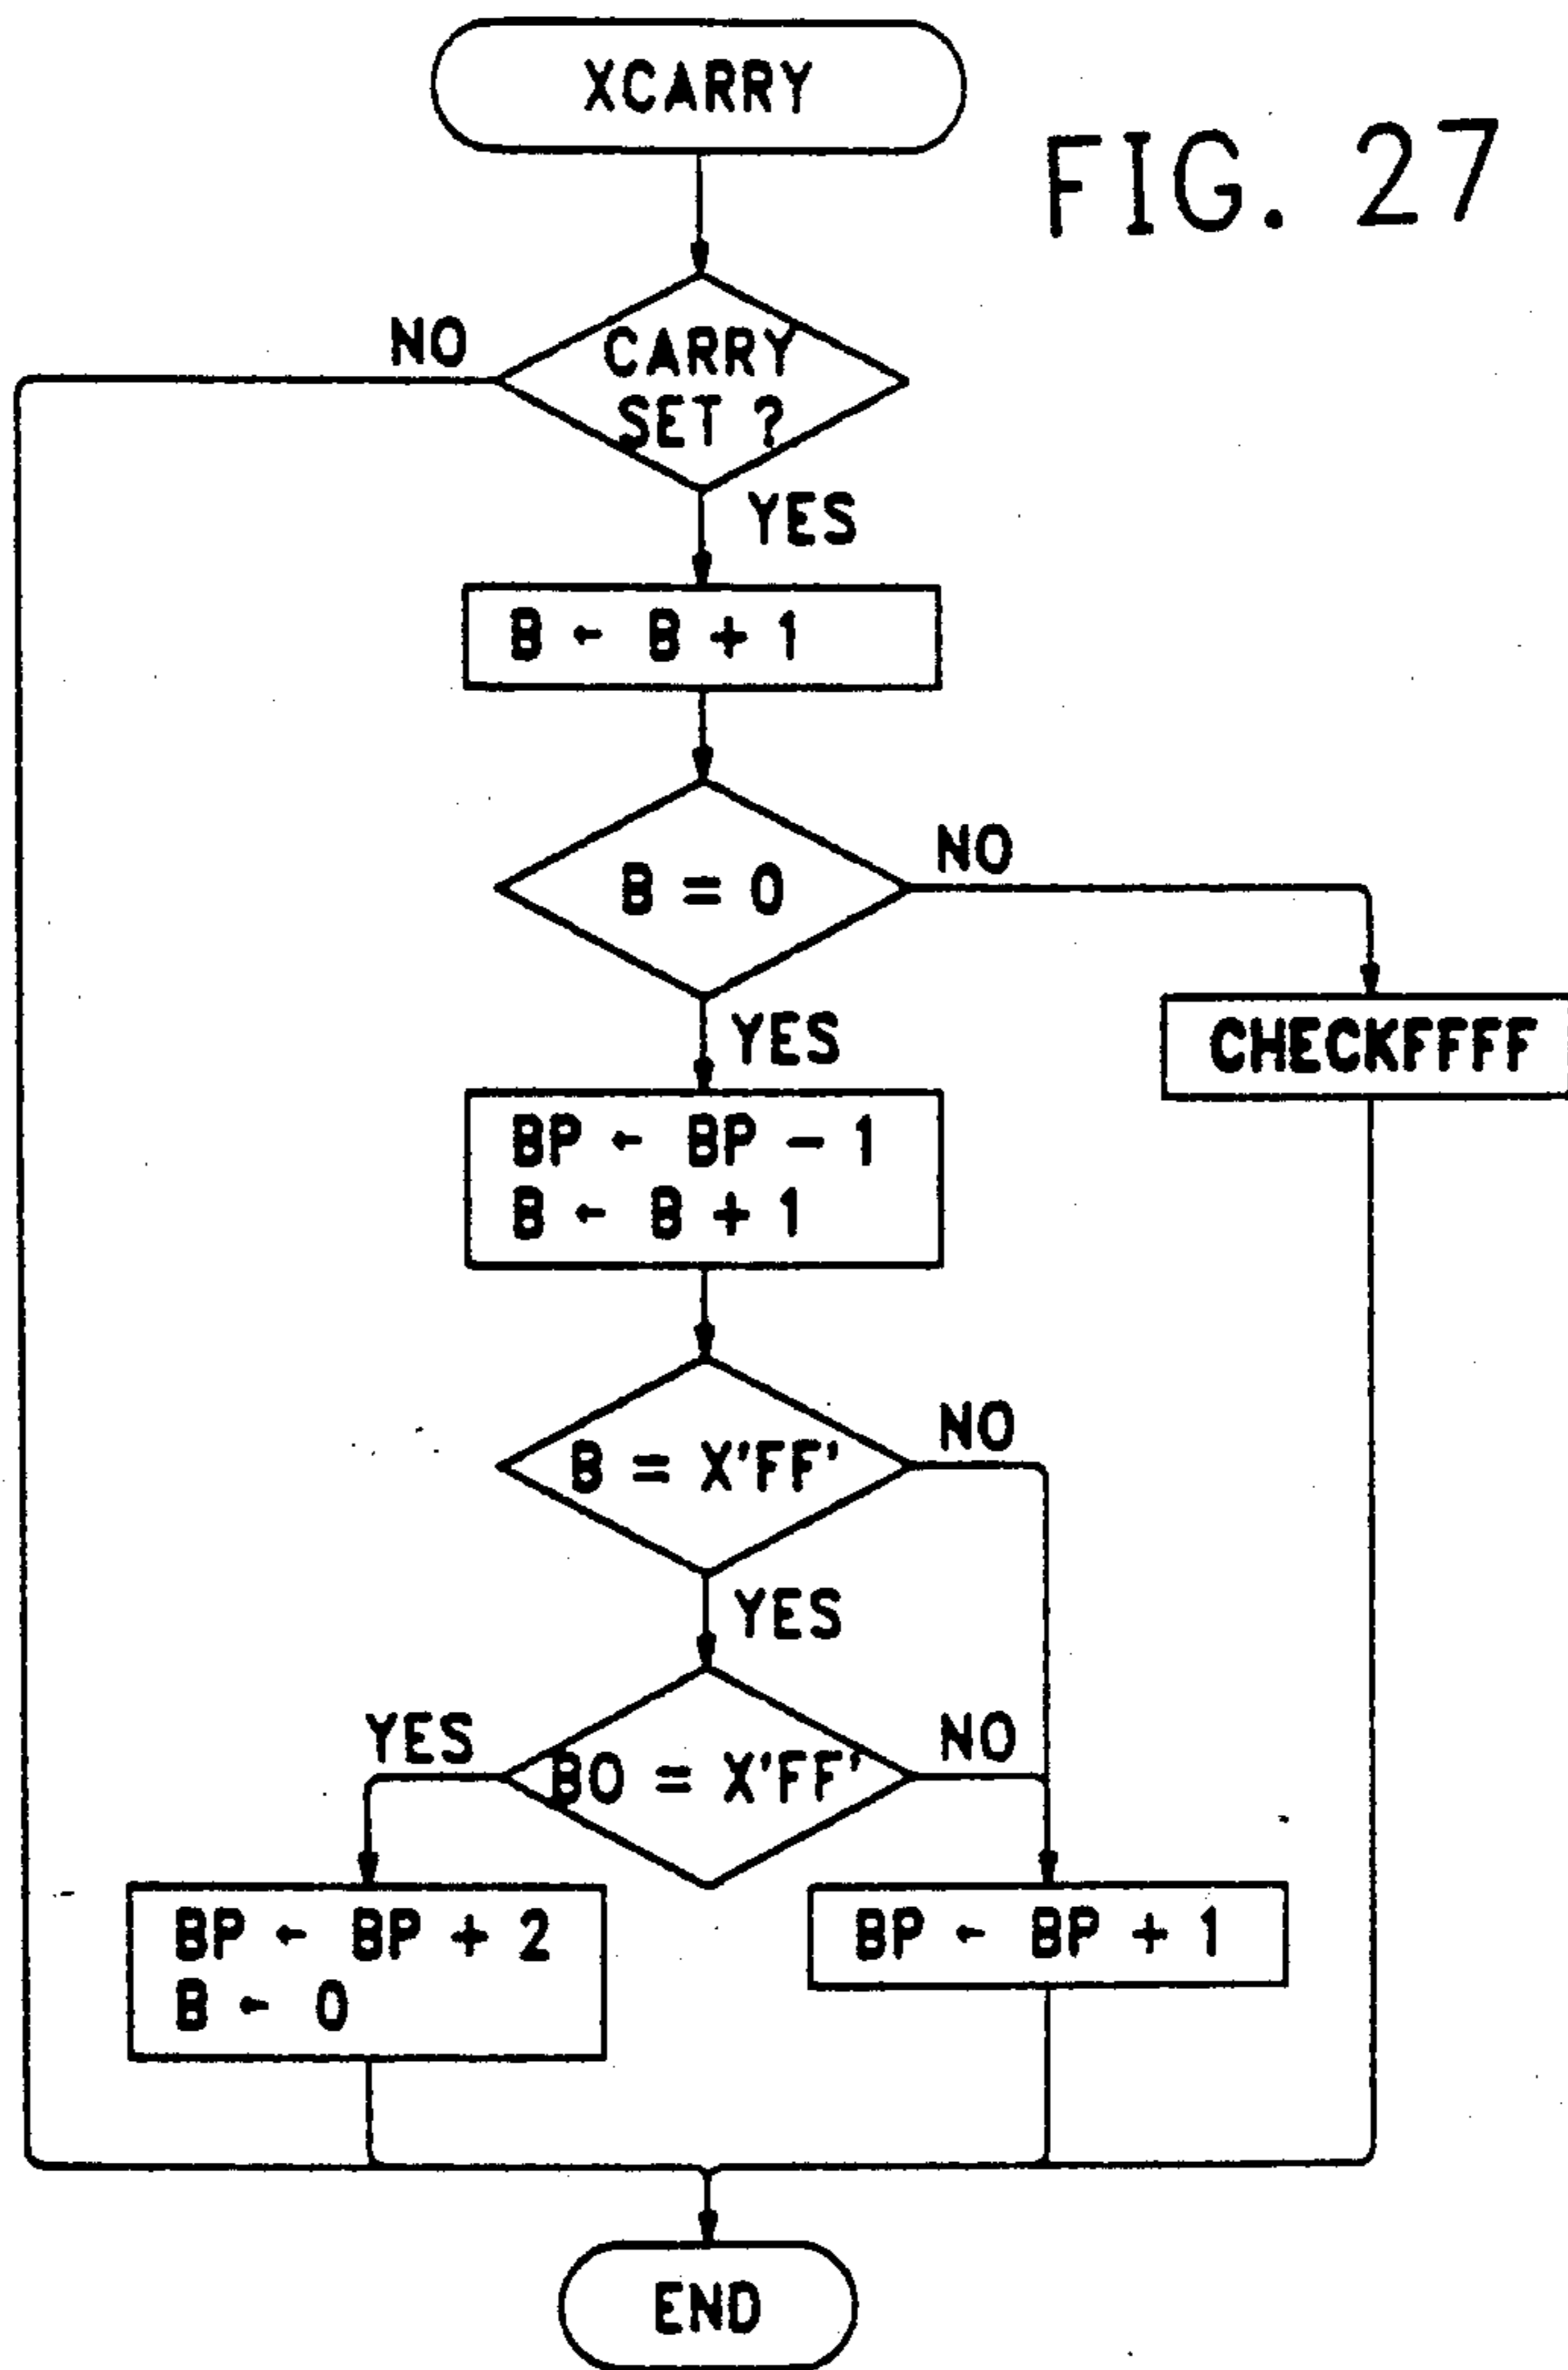 XCARRY
FIG. 27
NO
CARRY
SET ?
YES
B ← B + 1
B = 0
NO
YES
CHECKFFFF
BP ← BP - 1
B ← B + 1
B = X'FF'
NO
YES
YES
B0 = X'FF'
NO
BP ← BP + 2
B ← 0
BP ← BP + 1
END